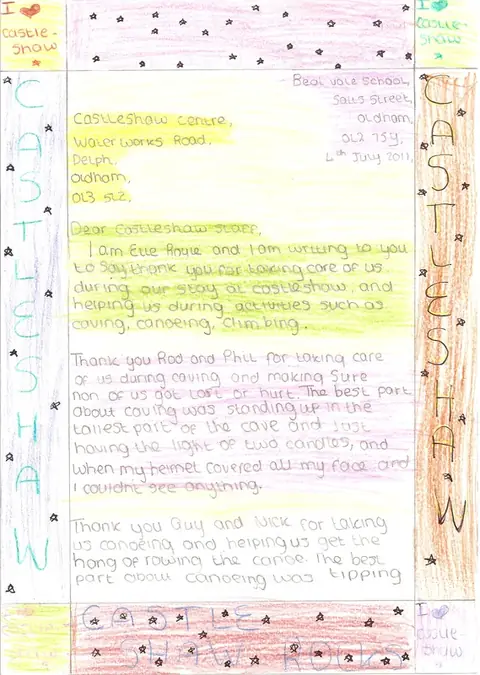 I ❤
castle-
shaw
I ❤
castle-
shaw
CASTLESHAW
CASTLESHAW
Beal vale School,
Salts Street,
Oldham,
OL2 7SY,
4th July 2011,
Castleshaw Centre,
Waterworks Road,
Delph,
Oldham,
OL3 5LZ,
Dear Castleshaw staff,
I am Elle Hoyle and I am writing to you
to say thank you for taking care of us
during our stay at castleshaw, and
helping us during activities such as
caving, canoeing, climbing.
Thank you Rod and Phil for taking care
of us during caving and making sure
non of us got lost or hurt. The best part
about caving was standing up in the
tallest part of the cave and just
having the light of two candles, and
when my helmet covered all my face and
I couldnt see anything.
Thank you Guy and Nick for taking
us canoeing and helping us get the
hang of rowing the canoe. The best
part about canoeing was tipping
CASTLE
SHAW ROCKS
I ❤
castle-
shaw